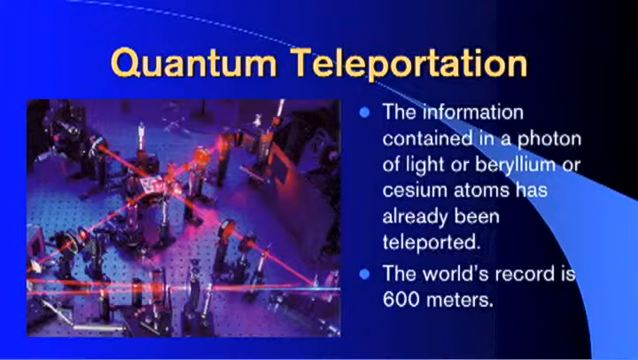 Quantum Teleportation
The information
contained in a photon
of light or beryllium or
cesium atoms has
already been
teleported.
The world's record is
600 meters.